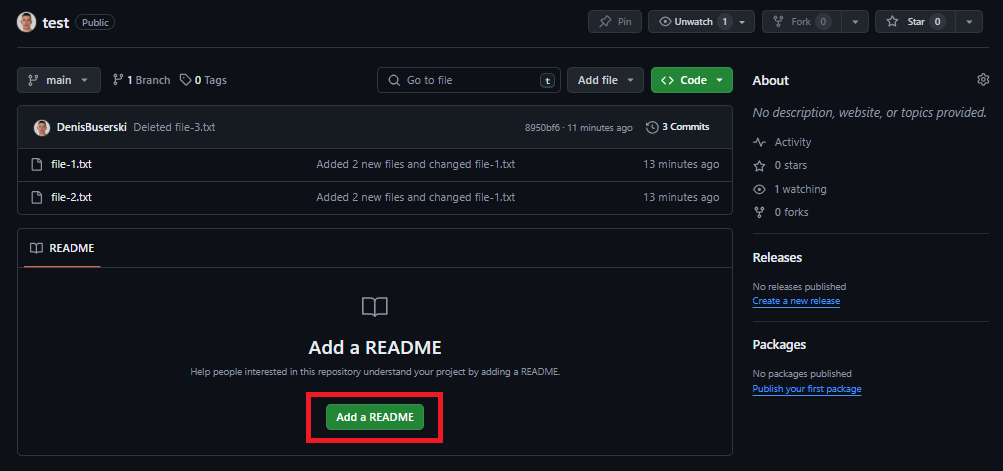 test Public Pin Unwatch 1 Fork 0 Star 0
main 1 Branch 0 Tags Go to file t Add file Code
DenisBuserski Deleted file-3.txt 8950bf6 · 11 minutes ago 3 Commits
file-1.txt Added 2 new files and changed file-1.txt 13 minutes ago
file-2.txt Added 2 new files and changed file-1.txt 13 minutes ago
README
Add a README
Help people interested in this repository understand your project by adding a README.
Add a README
About
No description, website, or topics provided.
Activity
0 stars
1 watching
0 forks
Releases
No releases published
Create a new release
Packages
No packages published
Publish your first package